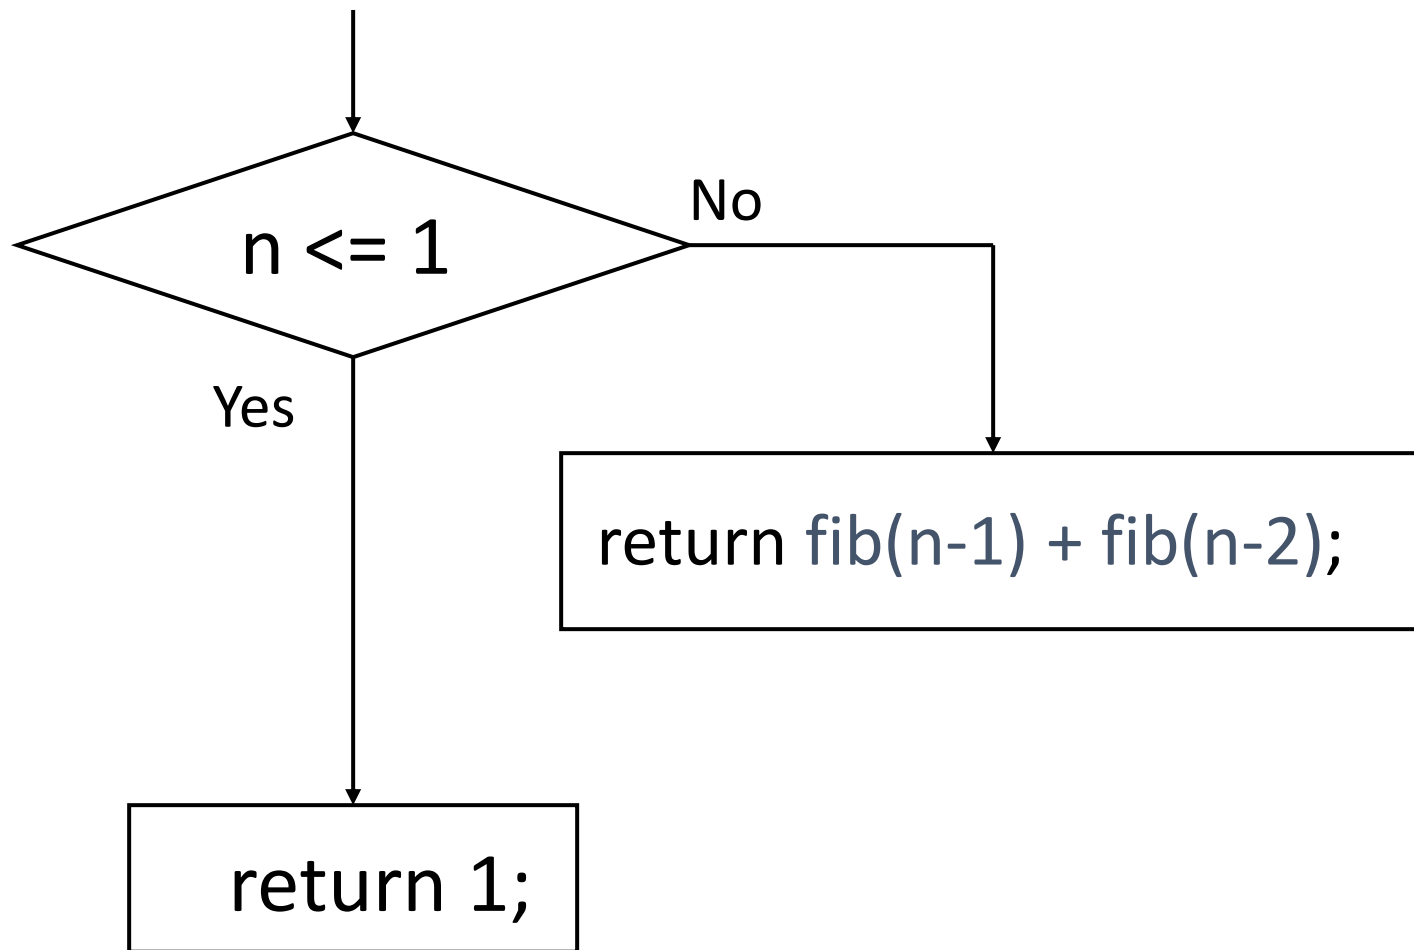 n <= 1
No
Yes
return fib(n-1) + fib(n-2);
return 1;